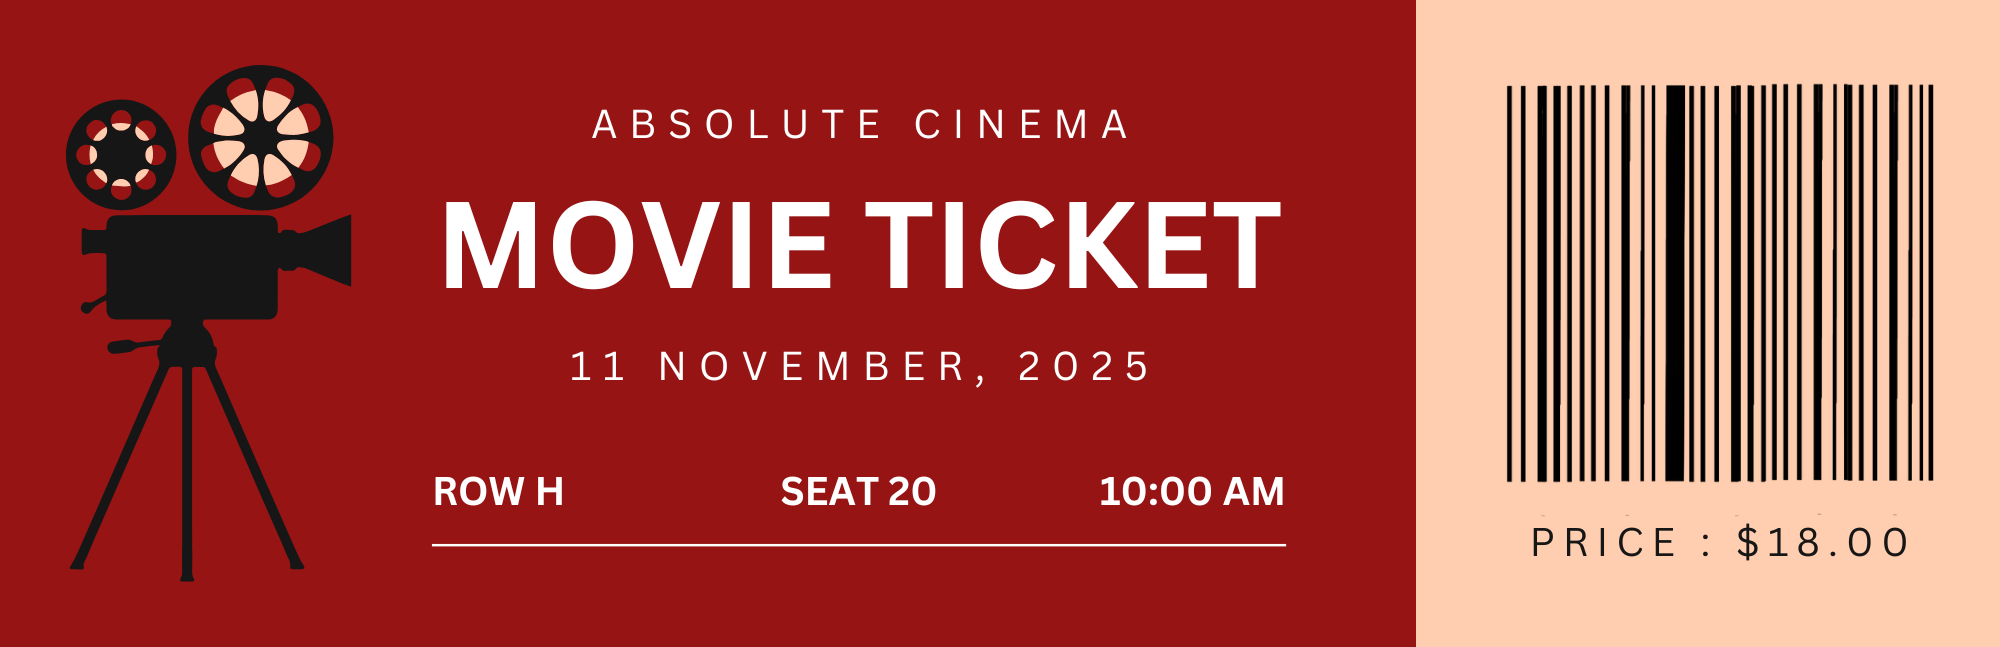 ABSOLUTE CINEMA
MOVIE TICKET
11 NOVEMBER, 2025
ROW H SEAT 20 10:00 AM
PRICE : $18.00